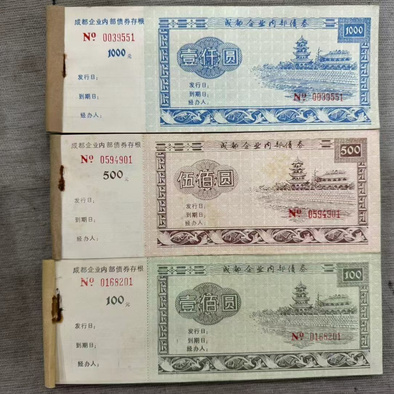 成都企业内部债券存根
Nº 0039551
1000元
发行日：
到期日：
经办人：
成都企业内部债券
1000
壹仟圆
Nº 0039551
发行日：
到期日：
经办人：
成都企业内部债券存根
Nº 0594901
500元
发行日：
到期日：
经办人：
成都企业内部债券
500
伍佰圆
Nº 0594901
发行日：
到期日：
经办人：
成都企业内部债券存根
Nº 0168201
100元
发行日：
到期日：
经办人：
成都企业内部债券
100
壹佰圆
Nº 0168201
发行日：
到期日：
经办人：